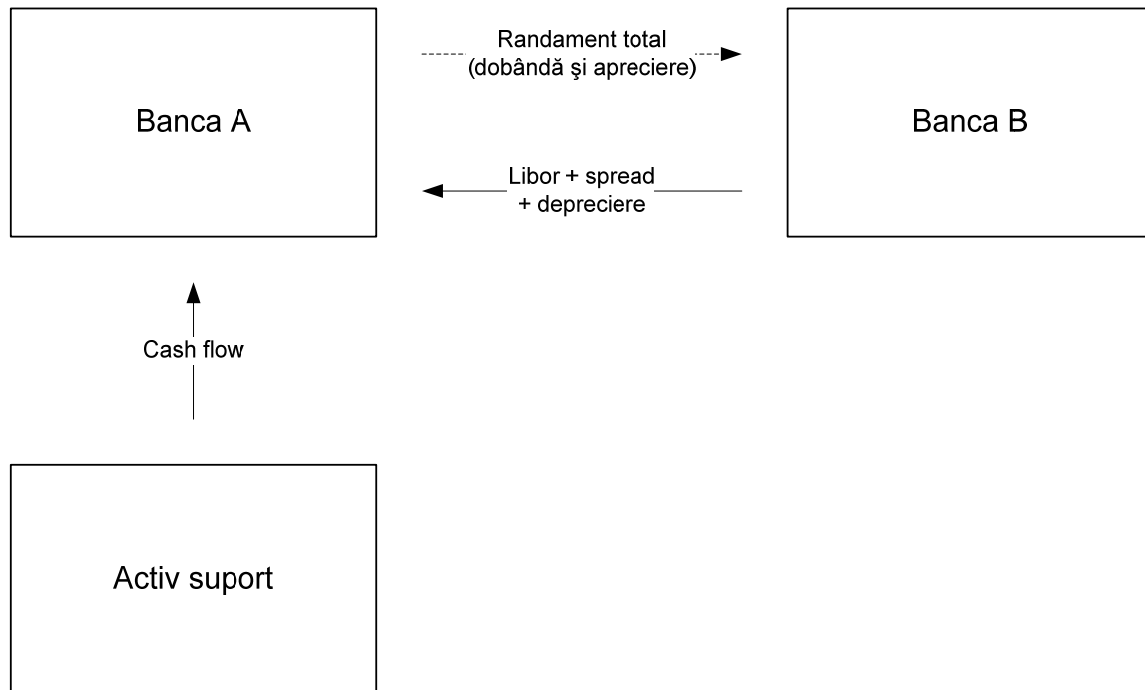 Randament total
(dobândă şi apreciere)
Banca A
Banca B
Libor + spread
+ depreciere
Cash flow
Activ suport